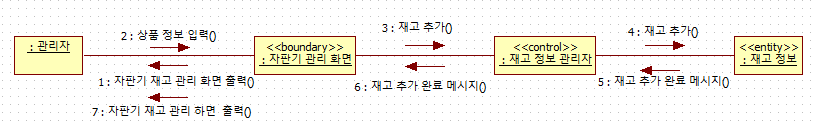 2 : 상품 정보 입력()
3 : 재고 추가()
4 : 재고 추가()
: 관리자
<<boundary>>
: 자판기 관리 화면
<<control>>
: 재고 정보 관리자
<<entity>>
: 재고 정보
1 : 자판기 재고 관리 화면 출력()
6 : 재고 추가 완료 메시지()
5 : 재고 추가 완료 메시지()
7 : 자판기 재고 관리 하면  출력()